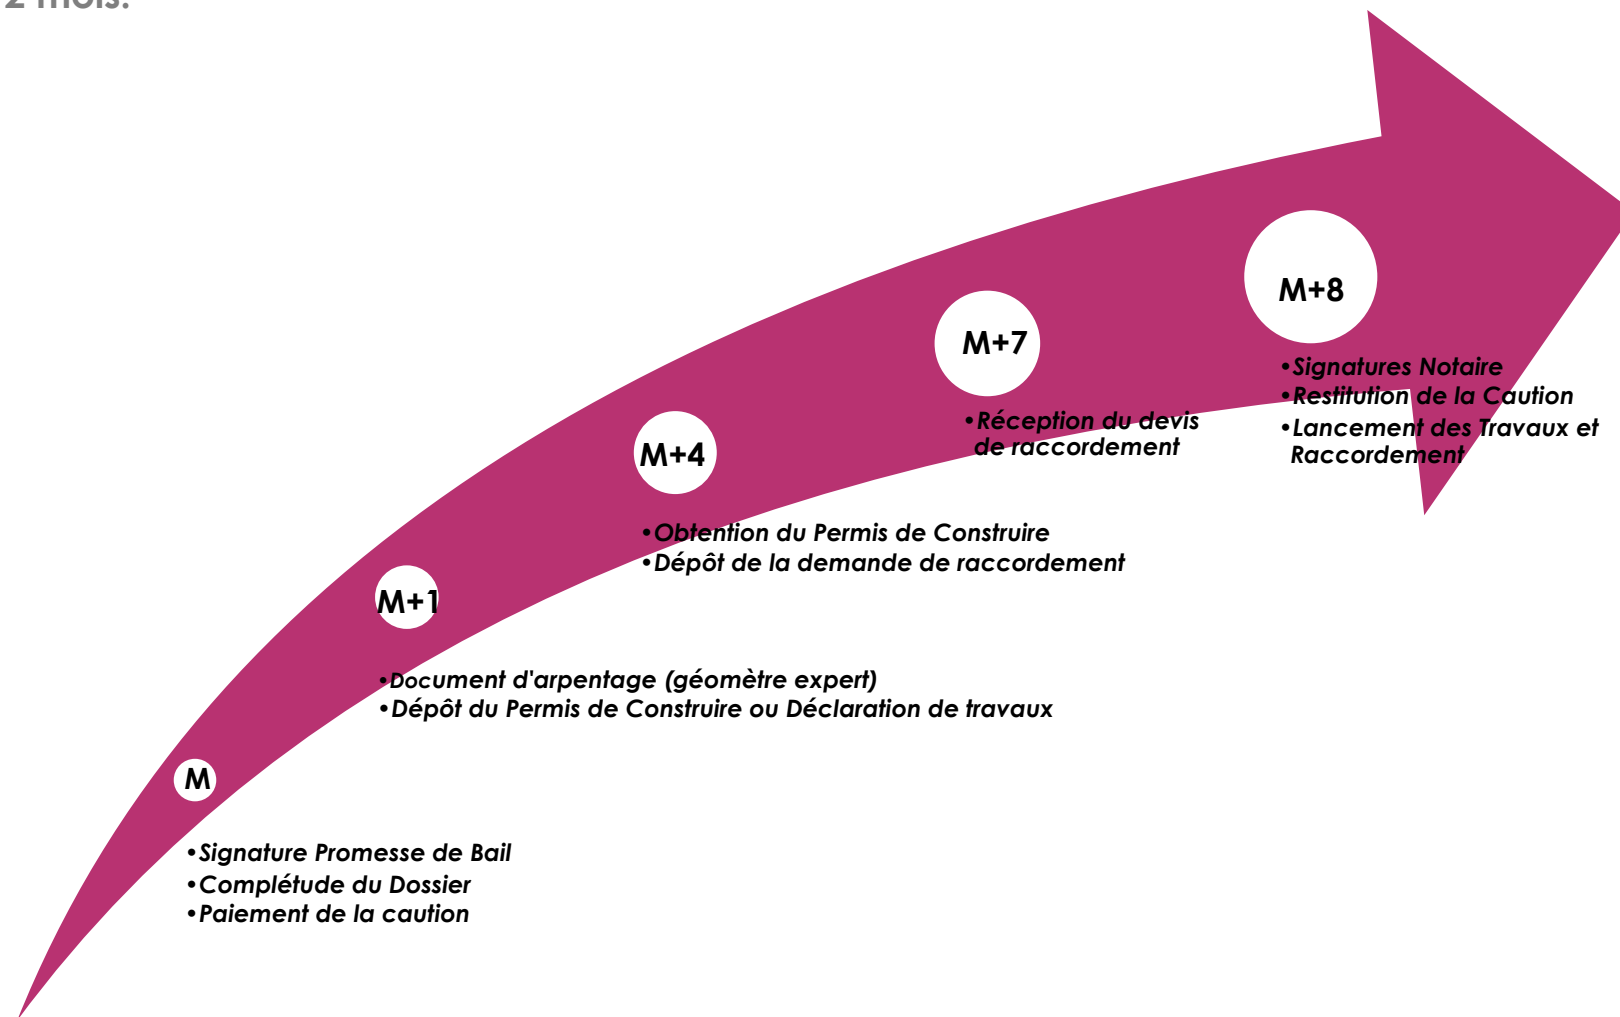 2 mois.
M+8
•Signatures Notaire
•Restitution de la Caution
•Lancement des Travaux et
Raccordement
M+7
•Réception du devis
de raccordement
M+4
•Obtention du Permis de Construire
•Dépôt de la demande de raccordement
M+1
•Document d'arpentage (géomètre expert)
•Dépôt du Permis de Construire ou Déclaration de travaux
M
•Signature Promesse de Bail
•Complétude du Dossier
•Paiement de la caution